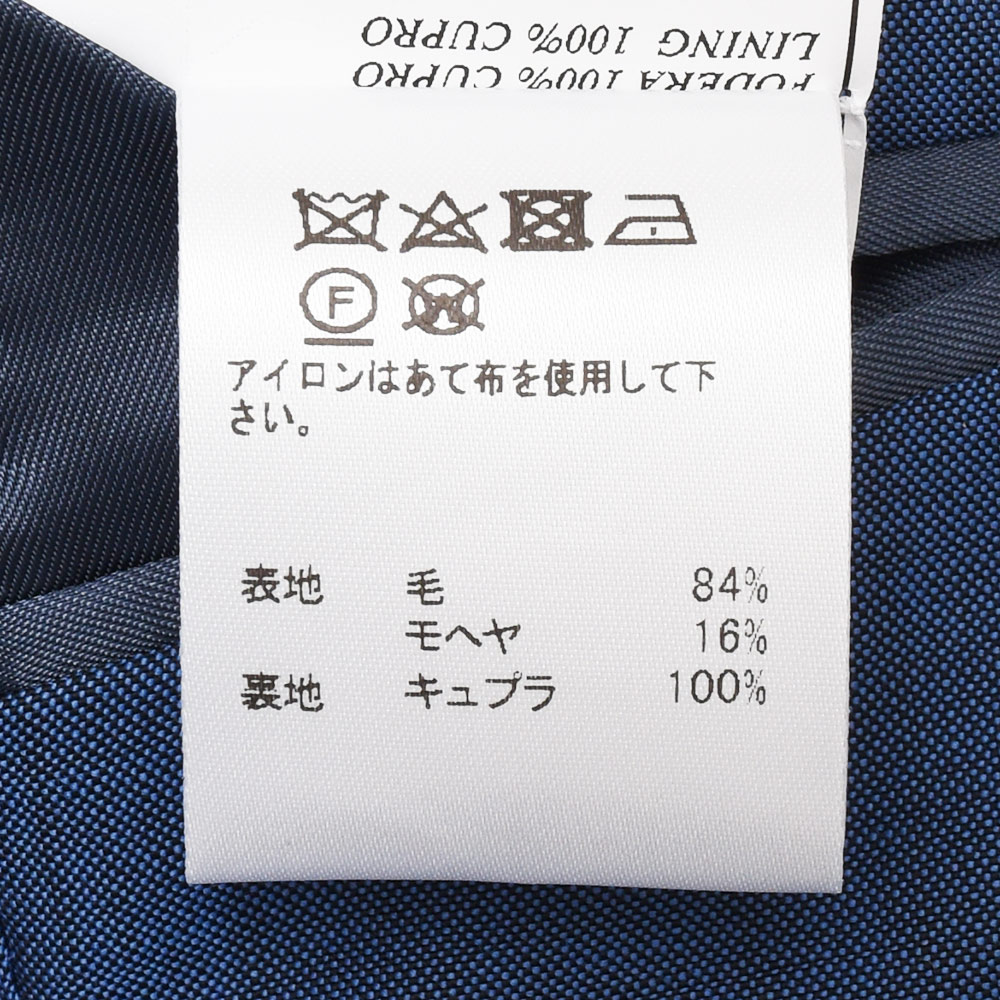 FODERA 100% CUPRO
LINING 100% CUPRO
F
W
アイロンはあて布を使用して下
さい。
表地 毛 84%
モヘヤ 16%
裏地 キュプラ 100%